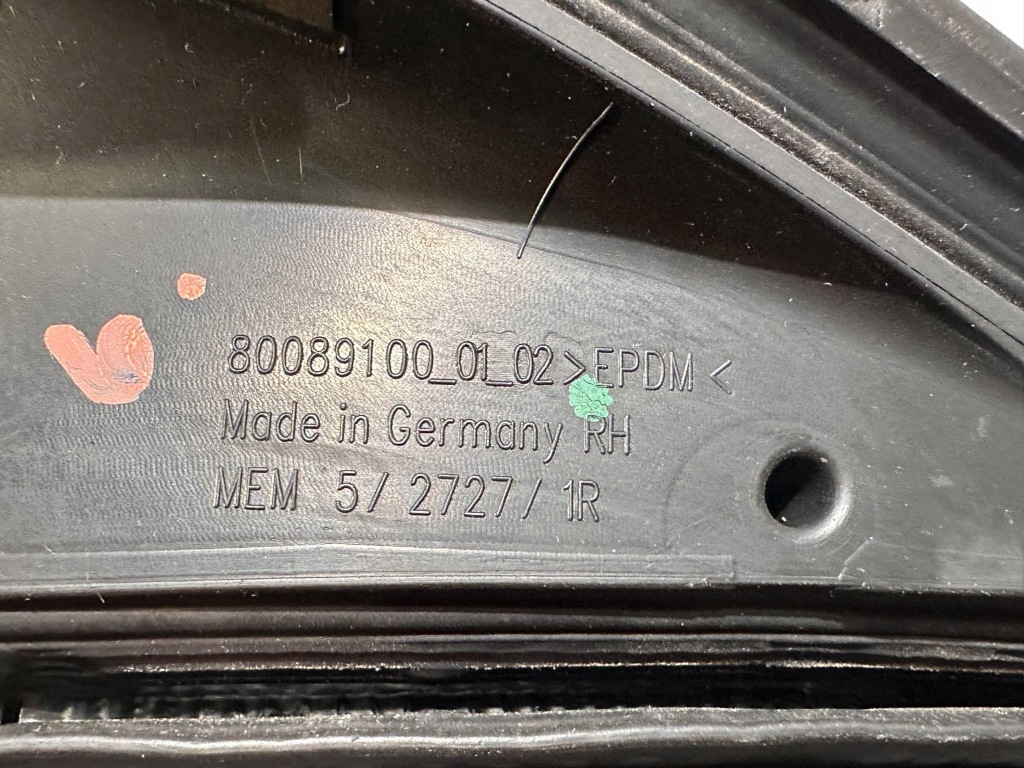 80089100_01_02>EPDM<
Made in Germany RH
MEM 5/ 2727/ 1R